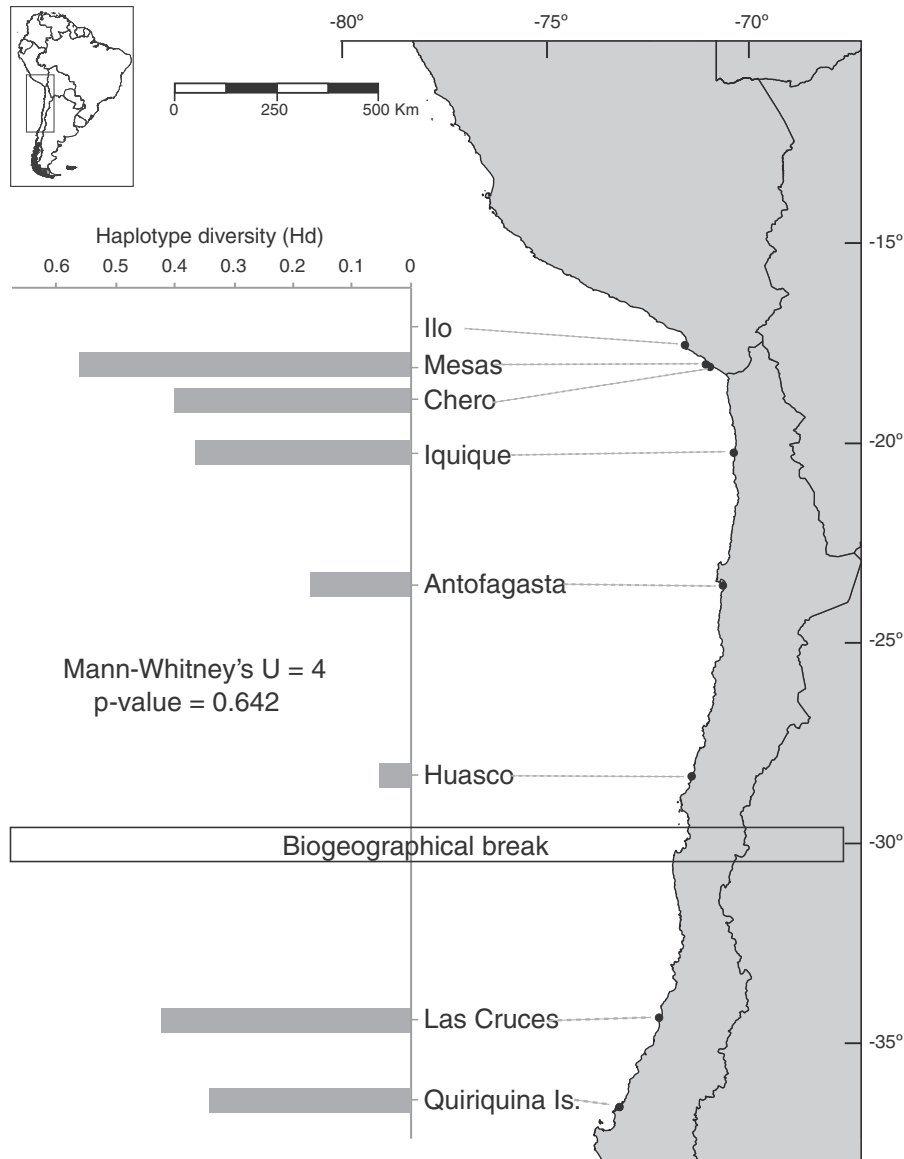 -80º -75º -70º
0 250 500 Km
Haplotype diversity (Hd)
0.6 0.5 0.4 0.3 0.2 0.1 0
-15º
Ilo
Mesas
Chero
-20º
Iquique
Antofagasta
-25º
Mann-Whitney's U = 4
p-value = 0.642
Huasco
Biogeographical break
-30º
Las Cruces
-35º
Quiriquina Is.